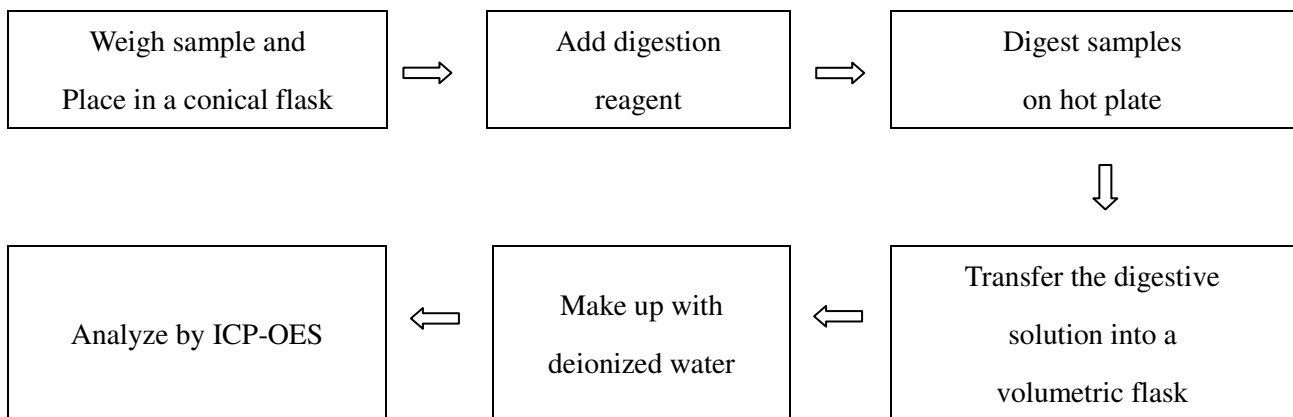 Weigh sample and
Place in a conical flask
Add digestion
reagent
Digest samples
on hot plate
Transfer the digestive
solution into a
volumetric flask
Make up with
deionized water
Analyze by ICP-OES